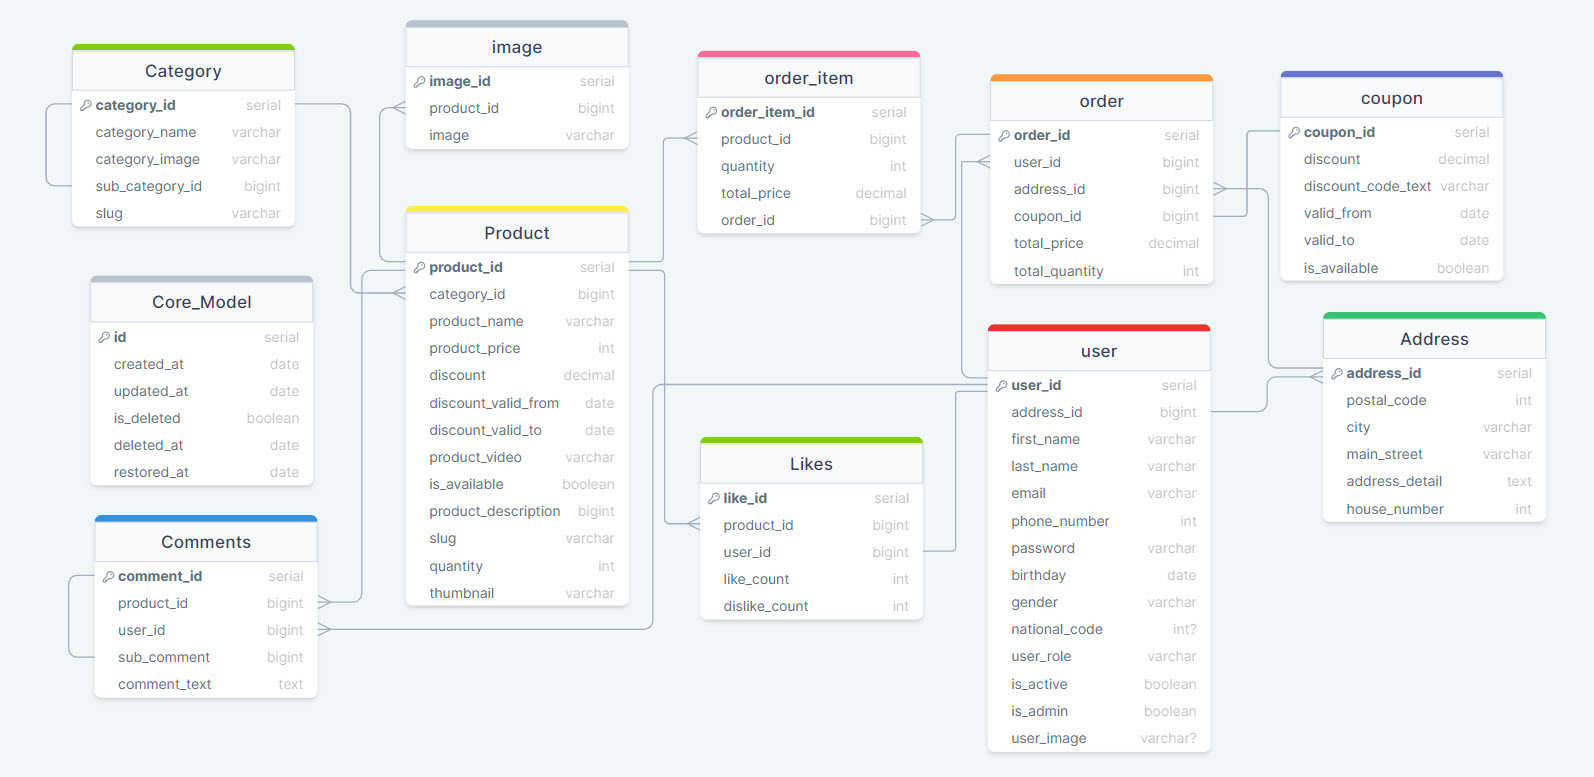 Category
category_id serial
category_name varchar
category_image varchar
sub_category_id bigint
slug varchar
image
image_id serial
product_id bigint
image varchar
order_item
order_item_id serial
product_id bigint
quantity int
total_price decimal
order_id bigint
order
order_id serial
user_id bigint
address_id bigint
coupon_id bigint
total_price decimal
total_quantity int
coupon
coupon_id serial
discount decimal
discount_code_text varchar
valid_from date
valid_to date
is_available boolean
Product
product_id serial
category_id bigint
product_name varchar
product_price int
discount decimal
discount_valid_from date
discount_valid_to date
product_video varchar
is_available boolean
product_description bigint
slug varchar
quantity int
thumbnail varchar
Core_Model
id serial
created_at date
updated_at date
is_deleted boolean
deleted_at date
restored_at date
user
user_id serial
address_id bigint
first_name varchar
last_name varchar
email varchar
phone_number int
password varchar
birthday date
gender varchar
national_code int?
user_role varchar
is_active boolean
is_admin boolean
user_image varchar?
Address
address_id serial
postal_code int
city varchar
main_street varchar
address_detail text
house_number int
Likes
like_id serial
product_id bigint
user_id bigint
like_count int
dislike_count int
Comments
comment_id serial
product_id bigint
user_id bigint
sub_comment bigint
comment_text text